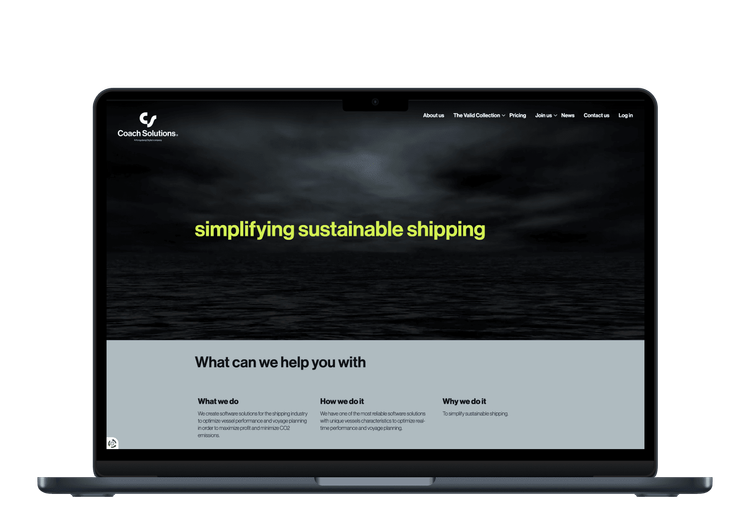 About us The Valid Collection Pricing Join us News Contact us Log in
CS
Coach Solutions
simplifying sustainable shipping
What can we help you with
What we do
We create software solutions for the shipping industry
to optimize vessel performance and voyage planning
in order to maximize profit and minimize CO2
emissions.
How we do it
We have one of the most reliable software solutions
with unique vessels characteristics to optimize real-
time performance and voyage planning.
Why we do it
To simplify sustainable shipping.